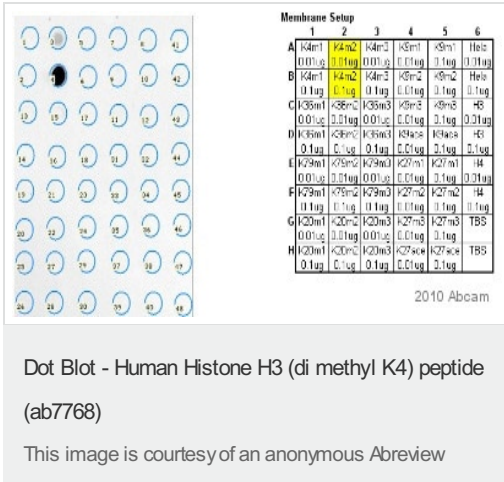 Membrane Setup
1 2 3 4 5 6
A K4m1 K4m2 K4m3 K9m1 K9m1 Hela
0.01ug 0.01ug 0.01ug 0.01ug 0.1ug 0.01ug
B K4m1 K4m2 K4m3 K9m2 K9m2 Hela
0.1ug 0.1ug 0.1ug 0.01ug 0.1ug 0.1ug
C K36m1 K36m2 K36m3 K9m3 K9m3 H3
0.01ug 0.01ug 0.01ug 0.01ug 0.1ug 0.01ug
D K36m1 K36m2 K36m3 K9ace K9ace H3
0.1ug 0.1ug 0.1ug 0.01ug 0.1ug 0.1ug
E K79m1 K79m2 K79m3 K27m1 K27m1 H4
0.01ug 0.01ug 0.01ug 0.01ug 0.1ug 0.01ug
F K79m1 K79m2 K79m3 K27m2 K27m2 H4
0.1ug 0.1ug 0.1ug 0.01ug 0.1ug 0.1ug
G K20m1 K20m2 K20m3 K27m3 K27m3 TBS
0.01ug 0.01ug 0.01ug 0.01ug 0.1ug
H K20m1 K20m2 K20m3 K27ace K27ace TBS
0.1ug 0.1ug 0.1ug 0.01ug 0.1ug
2010 Abcam
Dot Blot - Human Histone H3 (di methyl K4) peptide
(ab7768)
This image is courtesy of an anonymous Abreview